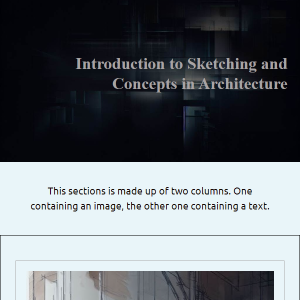 Introduction to Sketching and
Concepts in Architecture
This sections is made up of two columns. One
containing an image, the other one containing a text.